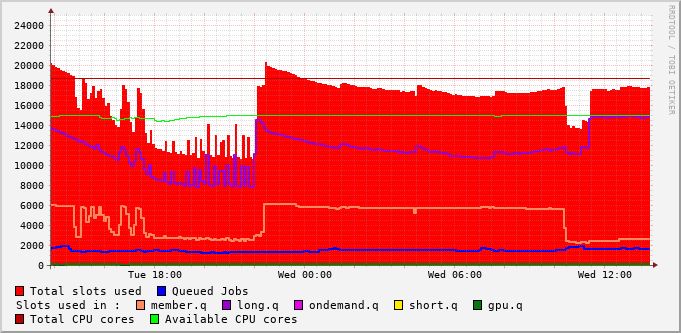 24000
22000
20000
18000
16000
14000
12000
10000
8000
6000
4000
2000
0
Tue 18:00 Wed 00:00 Wed 06:00 Wed 12:00
RRDTOOL / TOBI OETIKER
Total slots used Queued Jobs
Slots used in : member.q long.q ondemand.q short.q gpu.q
Total CPU cores Available CPU cores